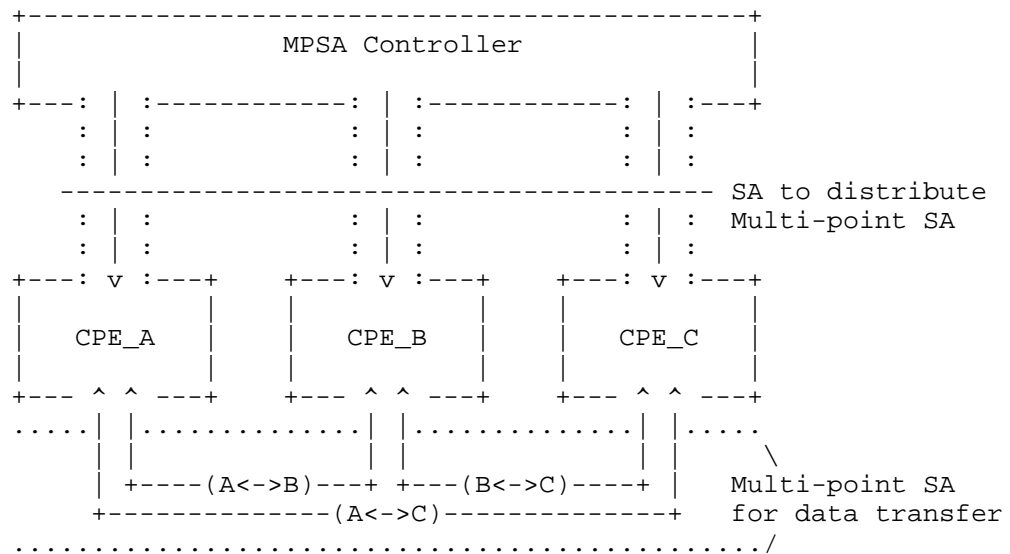 MPSA Controller
SA to distribute
Multi-point SA
CPE_A CPE_B CPE_C
(A<->B) (B<->C) Multi-point SA
(A<->C) for data transfer